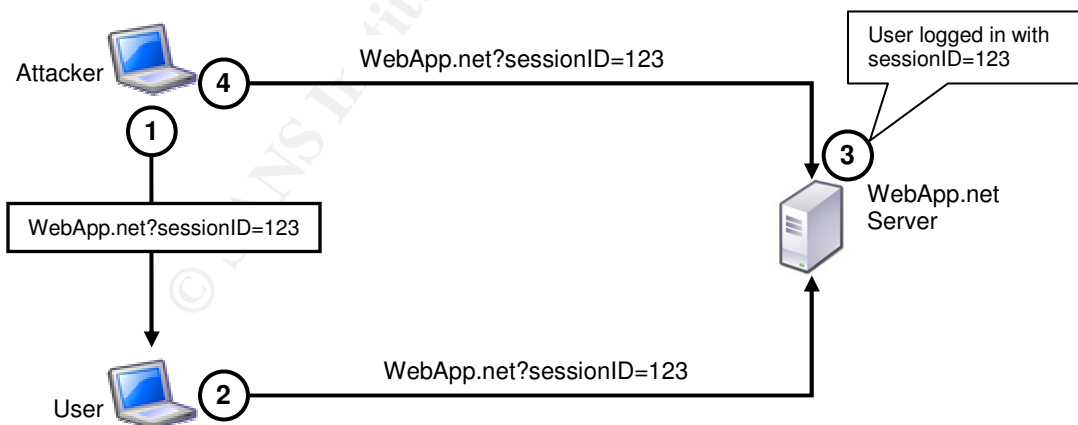 Attacker
4
WebApp.net?sessionID=123
User logged in with
sessionID=123
1
3
WebApp.net?sessionID=123
WebApp.net
Server
WebApp.net?sessionID=123
User
2